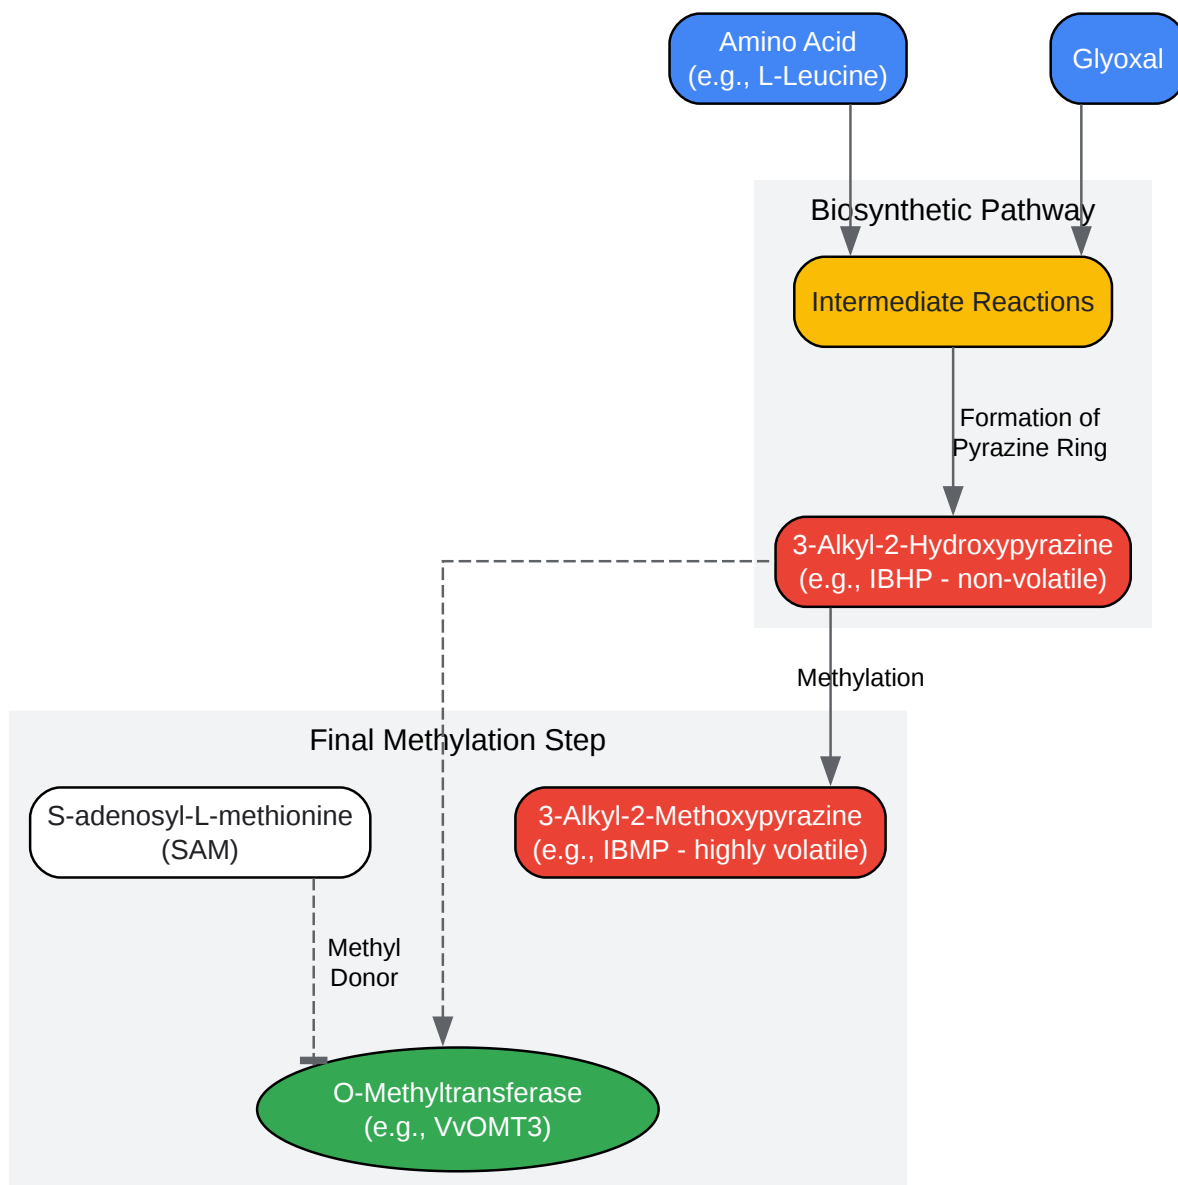 Amino Acid
(e.g., L-Leucine)
Glyoxal
Biosynthetic Pathway
Intermediate Reactions
Formation of
Pyrazine Ring
3-Alkyl-2-Hydroxypyrazine
(e.g., IBHP - non-volatile)
Methylation
Final Methylation Step
S-adenosyl-L-methionine
(SAM)
3-Alkyl-2-Methoxypyrazine
(e.g., IBMP - highly volatile)
Methyl
Donor
O-Methyltransferase
(e.g., VvOMT3)